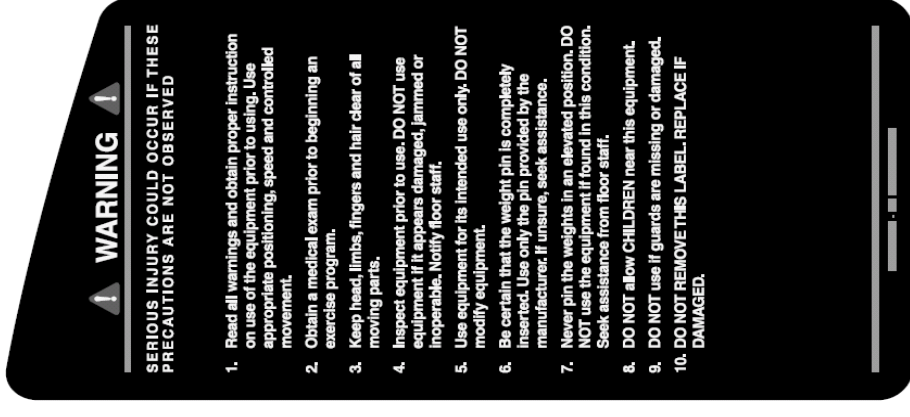 WARNING
SERIOUS INJURY COULD OCCUR IF THESE
PRECAUTIONS ARE NOT OBSERVED
1. Read all warnings and obtain proper instruction
on use of the equipment prior to using. Use
appropriate positioning, speed and controlled
movement.
2. Obtain a medical exam prior to beginning an
exercise program.
3. Keep head, limbs, fingers and hair clear of all
moving parts.
4. Inspect equipment prior to use. DO NOT use
equipment if it appears damaged, jammed or
inoperable. Notify floor staff.
5. Use equipment for its intended use only. DO NOT
modify equipment.
6. Be certain that the weight pin is completely
inserted. Use only the pin provided by the
manufacturer. If unsure, seek assistance.
7. Never pin the weights in an elevated position. DO
NOT use the equipment if found in this condition.
Seek assistance from floor staff.
8. DO NOT allow CHILDREN near this equipment.
9. DO NOT use if guards are missing or damaged.
10. DO NOT REMOVE THIS LABEL. REPLACE IF
DAMAGED.